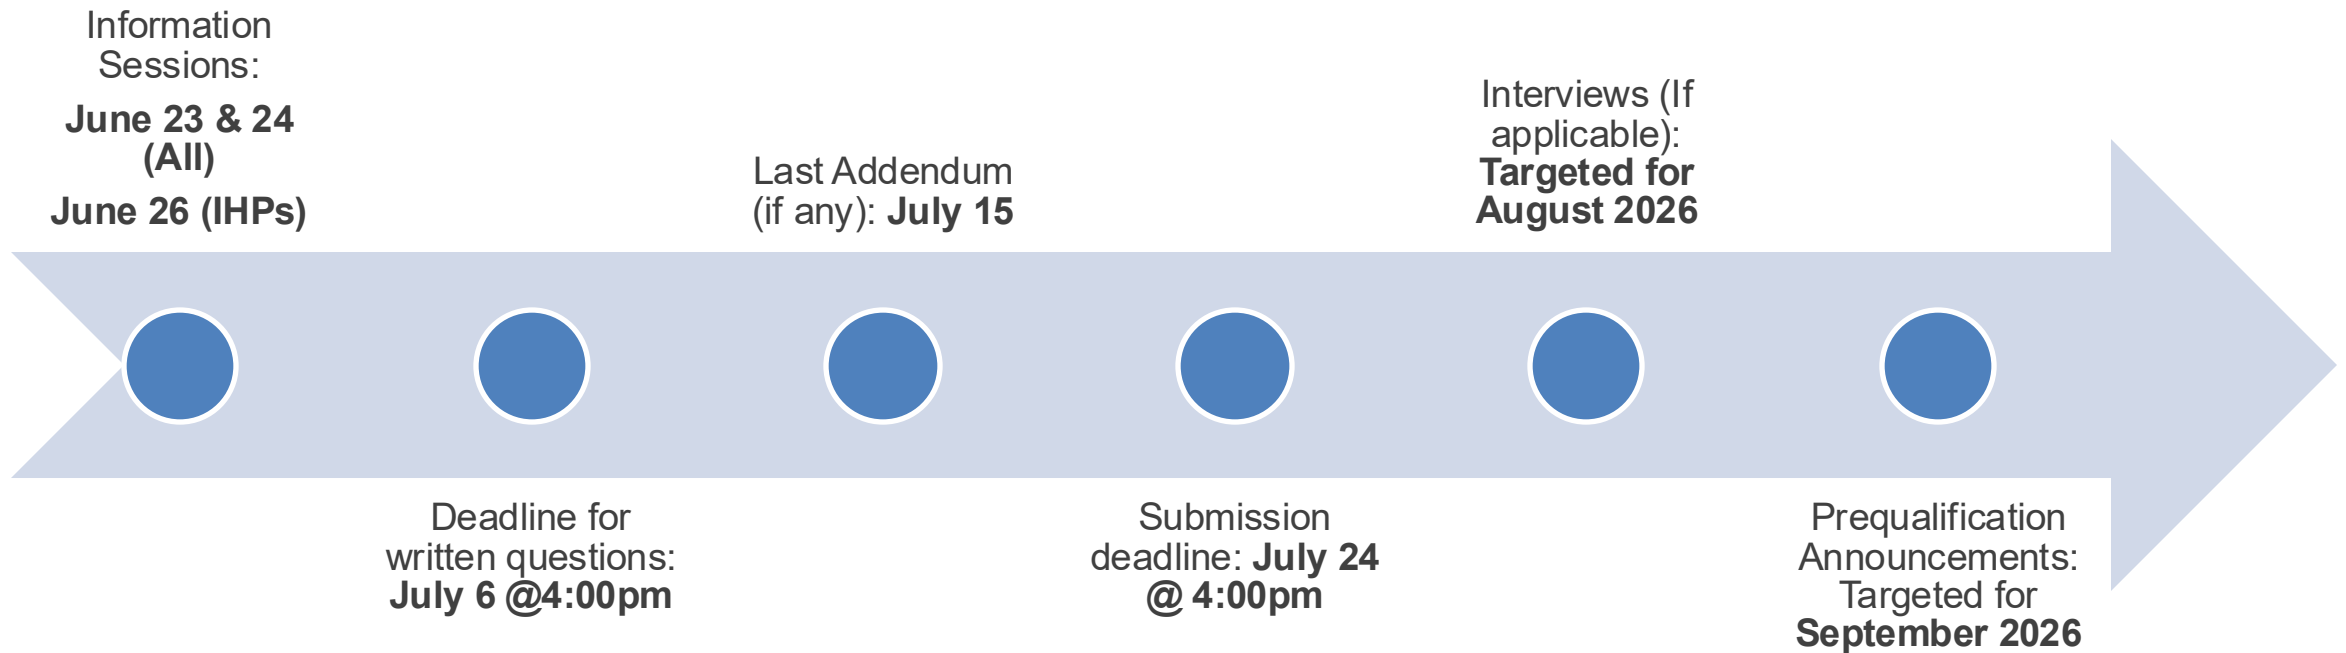 Information
Sessions:
June 23 & 24
(All)
June 26 (IHPs)
Deadline for
written questions:
July 6 @4:00pm
Last Addendum
(if any): July 15
Submission
deadline: July 24
@ 4:00pm
Interviews (If
applicable):
Targeted for
August 2026
Prequalification
Announcements:
Targeted for
September 2026